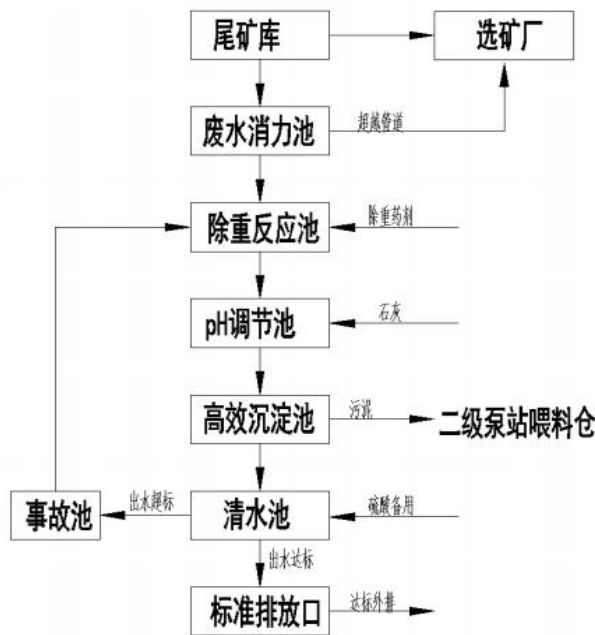 尾矿库
选矿厂
废水消力池
超越管道
除重反应池
除重药剂
pH调节池
石灰
高效沉淀池
污泥
二级泵站喂料仓
事故池
出水超标
清水池
硫酸备用
出水达标
标准排放口
达标外排